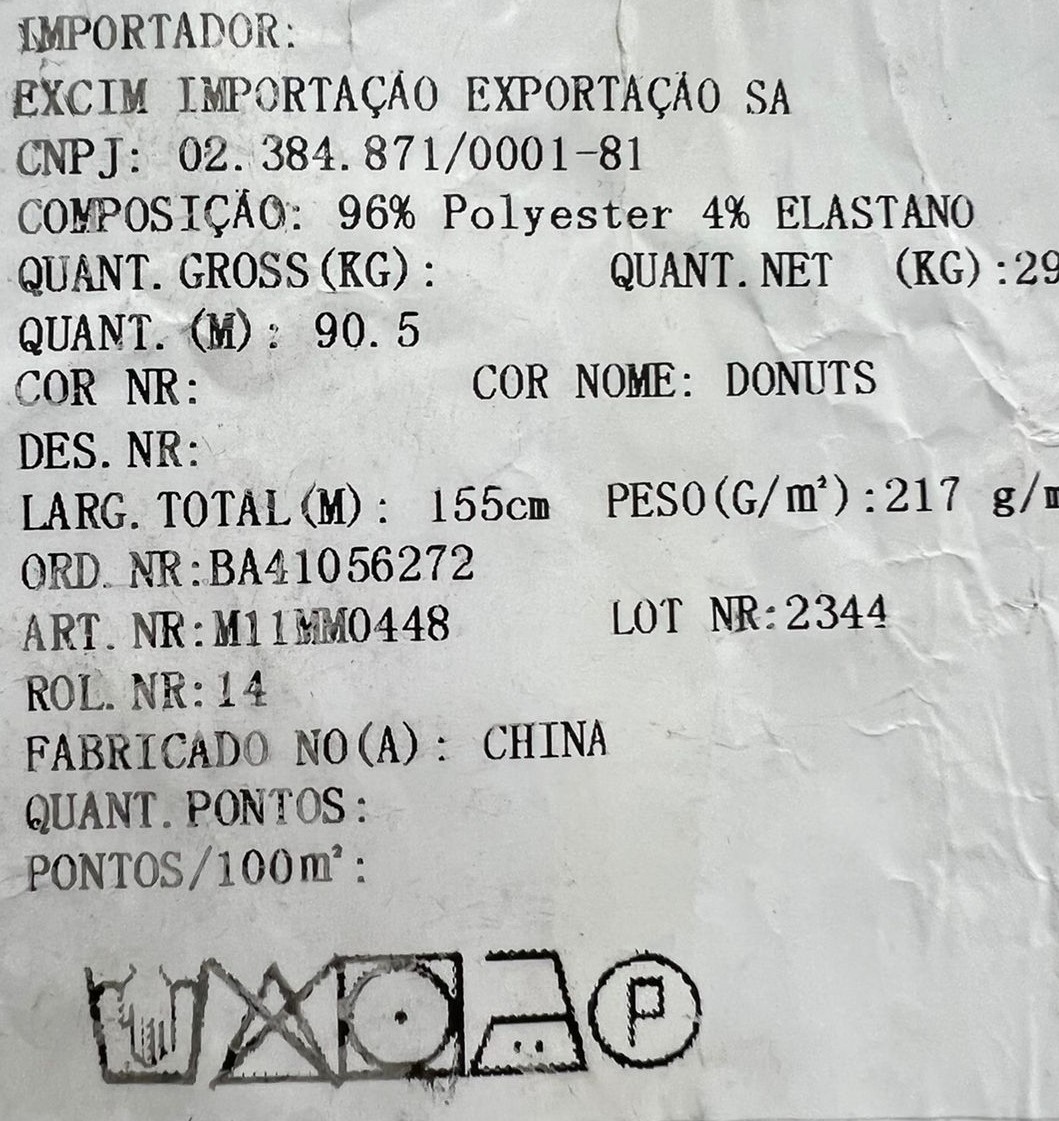 IMPORTADOR:
EXCIM IMPORTAÇÃO EXPORTAÇÃO SA
CNPJ: 02.384.871/0001-81
COMPOSIÇÃO: 96% Polyester 4% ELASTANO
QUANT. GROSS(KG): QUANT. NET (KG):29
QUANT. (M): 90.5
COR NR: COR NOME: DONUTS
DES. NR:
LARG. TOTAL(M): 155cm PESO(G/m²):217 g/m
ORD. NR:BA41056272
ART. NR:M11MM0448 LOT NR:2344
ROL. NR:14
FABRICADO NO(A): CHINA
QUANT. PONTOS:
PONTOS/100m²:
P